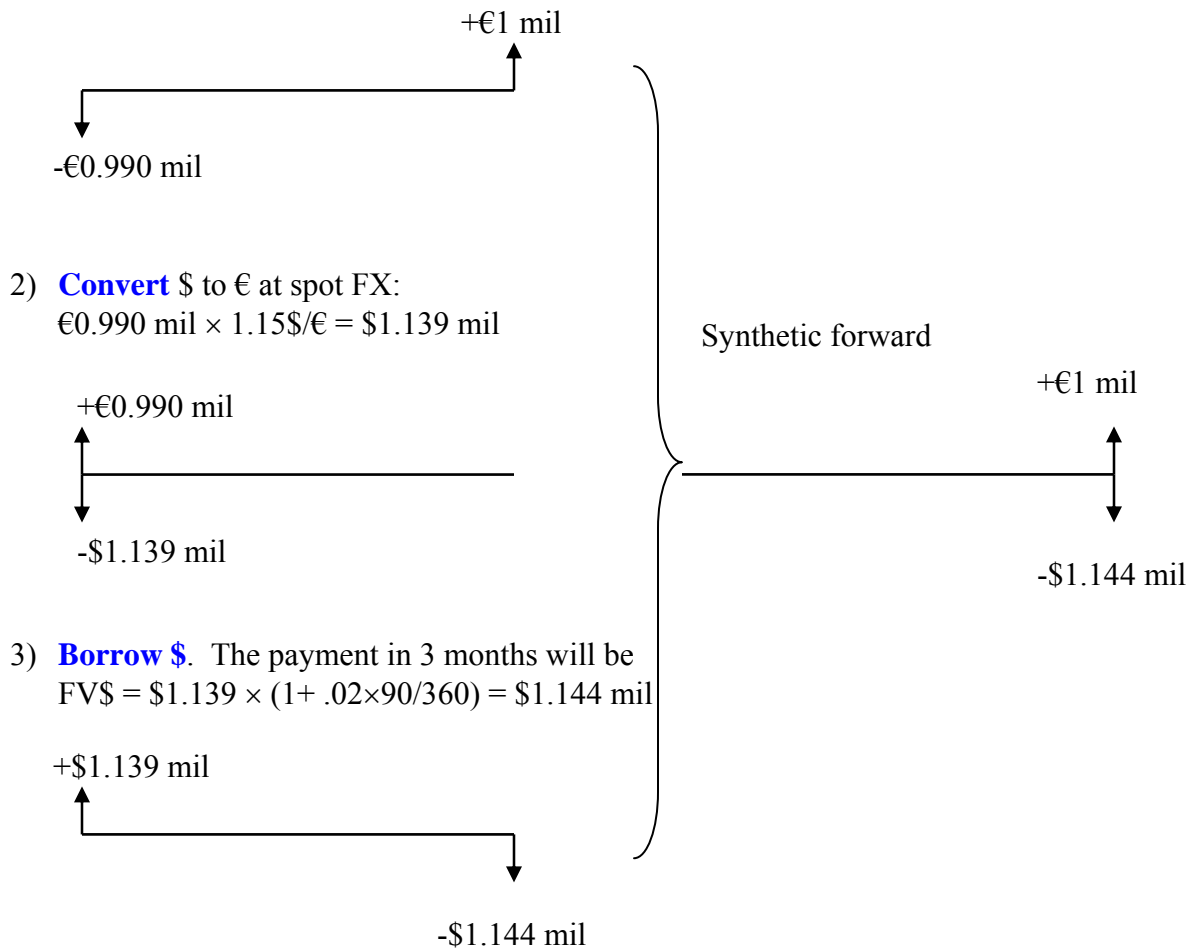 +€1 mil
-€0.990 mil
2) Convert $ to € at spot FX:
€0.990 mil × 1.15$/€ = $1.139 mil
+€0.990 mil
-$1.139 mil
3) Borrow $. The payment in 3 months will be
FV$ = $1.139 × (1+ .02×90/360) = $1.144 mil
+$1.139 mil
-$1.144 mil
Synthetic forward
+€1 mil
-$1.144 mil